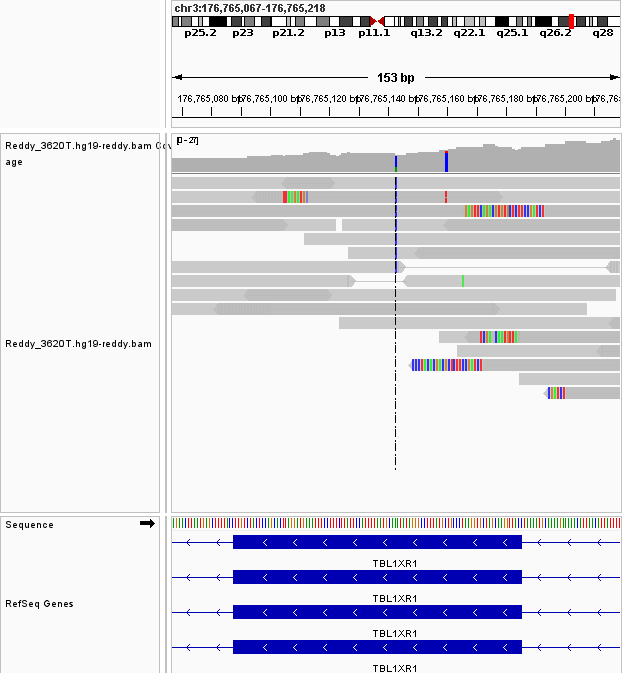 chr3:176,765,067-176,765,218
p25.2 p23 p21.2 p13 p11.1 q13.2 q22.1 q25.1 q26.2 q28
153 bp
176,765,080 bp 176,765,100 bp 176,765,120 bp 176,765,140 bp 176,765,160 bp 176,765,180 bp 176,765,200 bp 176,765
Reddy_3620T.hg19-reddy.bam Cov
age
[0 - 27]
Reddy_3620T.hg19-reddy.bam
Sequence
TBL1XR1
TBL1XR1
RefSeq Genes
TBL1XR1
TBL1XR1